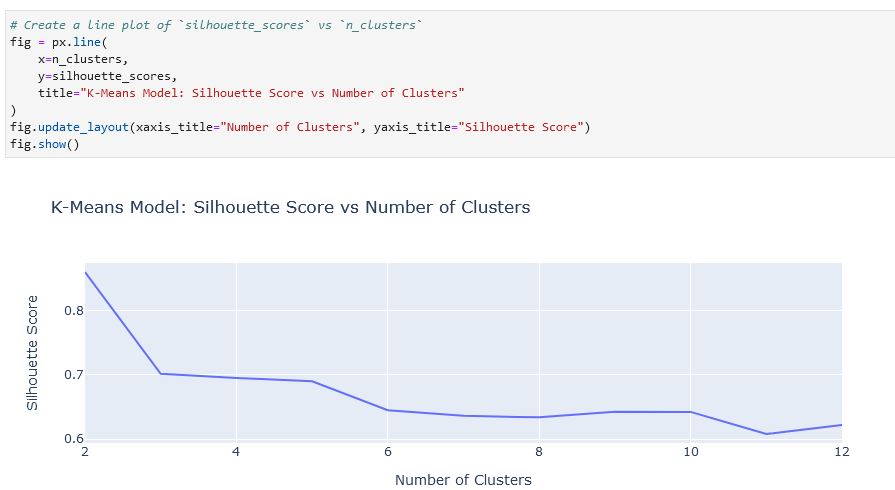 # Create a line plot of `silhouette_scores` vs `n_clusters`
fig = px.line(
    x=n_clusters,
    y=silhouette_scores,
    title="K-Means Model: Silhouette Score vs Number of Clusters"
)
fig.update_layout(xaxis_title="Number of Clusters", yaxis_title="Silhouette Score")
fig.show()
K-Means Model: Silhouette Score vs Number of Clusters
Silhouette Score
0.8
0.7
0.6
2 4 6 8 10 12
Number of Clusters